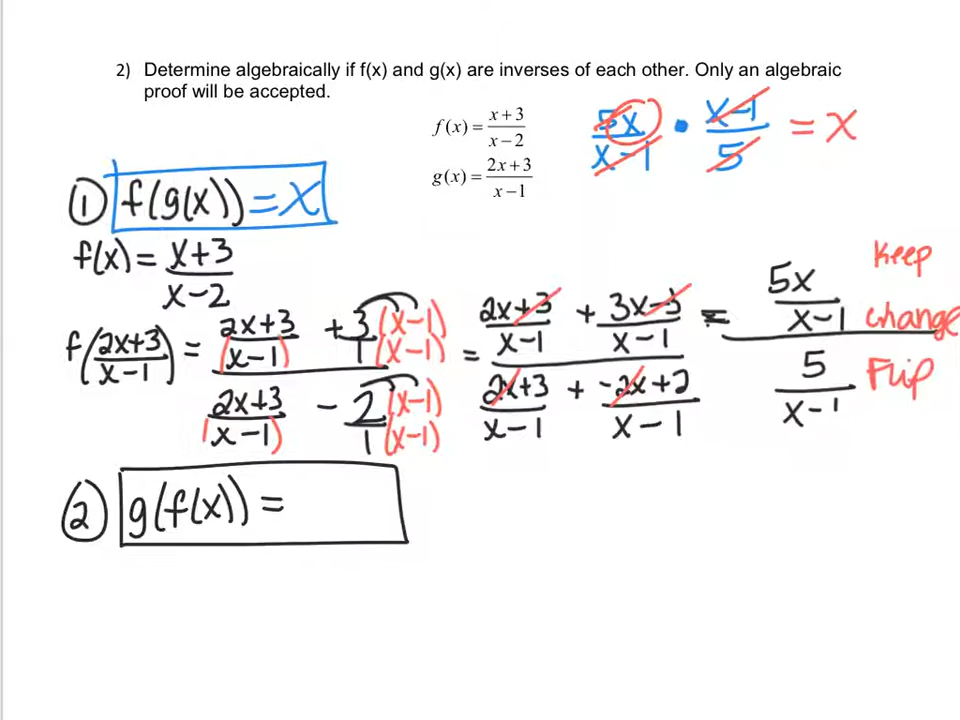 2) Determine algebraically if f(x) and g(x) are inverses of each other. Only an algebraic
proof will be accepted.
f(x) = (x+3)/(x−2)
g(x) = (2x+3)/(x−1)
5x/(x−1) • (x−1)/5 = x
① f(g(x)) = x
f(x) = (x+3)/(x−2)
f((2x+3)/(x−1)) = ((2x+3)/(x−1) + 3(x−1)/1(x−1))/((2x+3)/(x−1) − 2(x−1)/1(x−1)) = ((2x+3)/(x−1) + (3x−3)/(x−1))/((2x+3)/(x−1) + (−2x+2)/(x−1)) = (5x/(x−1))/(5/(x−1))
Keep
change
Flip
② g(f(x)) =